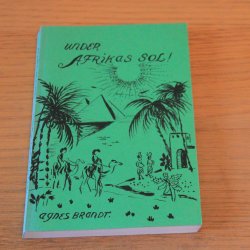 UNDER
AFRIKAS SOL!
AGNES BRANDT.